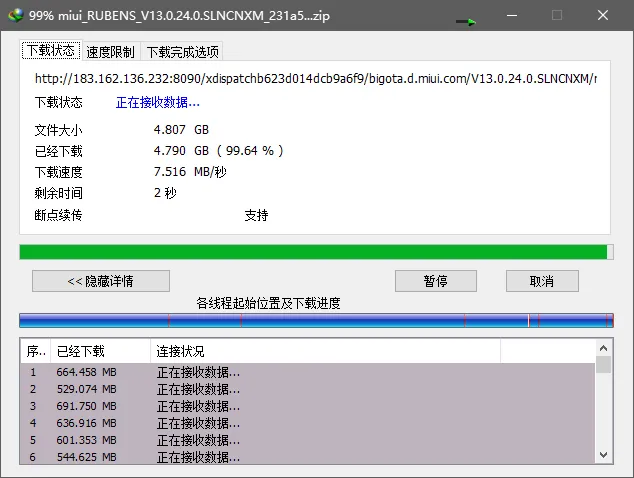 99% miui_RUBENS_V13.0.24.0.SLNCNXM_231a5...zip
下载状态 速度限制 下载完成选项
http://183.162.136.232:8090/xdispatchb623d014dcb9a6f9/bigota.d.miui.com/V13.0.24.0.SLNCNXM/r
下载状态 正在接收数据...
文件大小 4.807 GB
已经下载 4.790 GB ( 99.64 % )
下载速度 7.516 MB/秒
剩余时间 2 秒
断点续传 支持
<< 隐藏详情 暂停 取消
各线程起始位置及下载进度
序.. 已经下载 连接状况
1 664.458 MB 正在接收数据...
2 529.074 MB 正在接收数据...
3 691.750 MB 正在接收数据...
4 636.916 MB 正在接收数据...
5 601.353 MB 正在接收数据...
6 544.625 MB 正在接收数据...